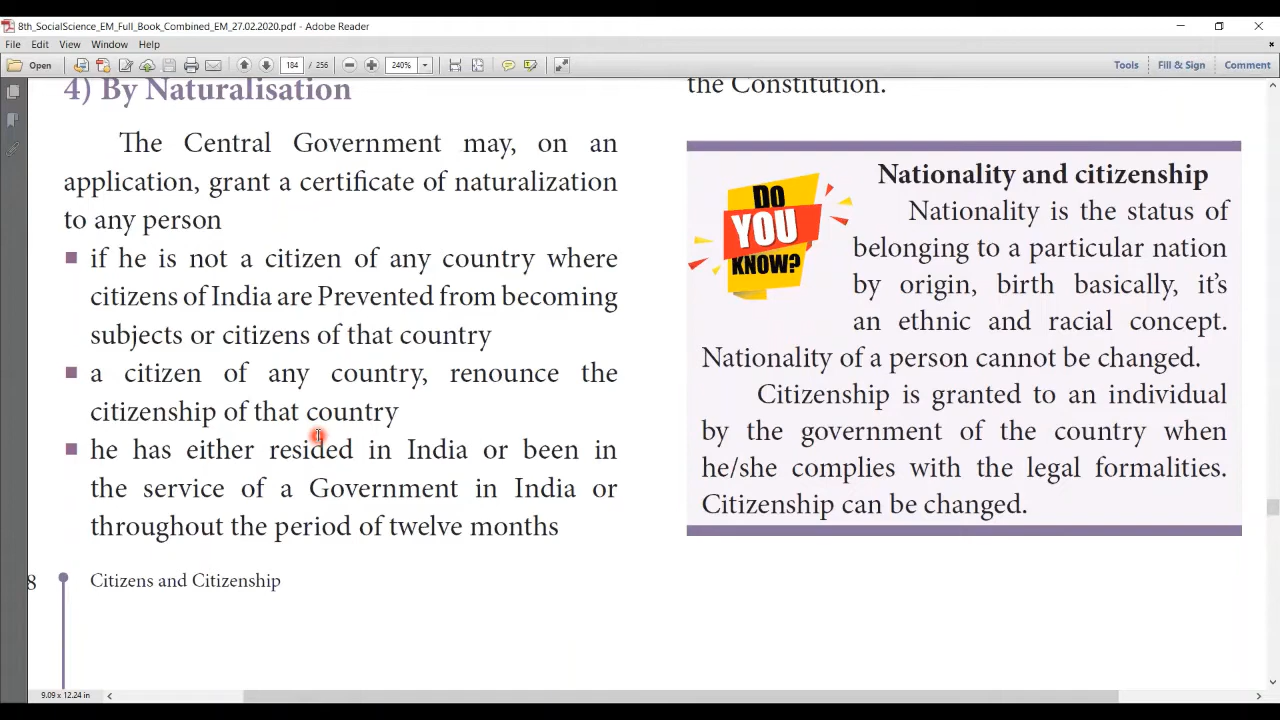 8th_SocialScience_EM_Full_Book_Combined_EM_27.02.2020.pdf - Adobe Reader
File Edit View Window Help
Open 184 / 256 240% Tools Fill & Sign Comment
4) By Naturalisation
The Central Government may, on an
application, grant a certificate of naturalization
to any person
if he is not a citizen of any country where
citizens of India are Prevented from becoming
subjects or citizens of that country
a citizen of any country, renounce the
citizenship of that country
he has either resided in India or been in
the service of a Government in India or
throughout the period of twelve months
8 Citizens and Citizenship
the Constitution.
DO
YOU
KNOW?
Nationality and citizenship
Nationality is the status of
belonging to a particular nation
by origin, birth basically, it's
an ethnic and racial concept.
Nationality of a person cannot be changed.
Citizenship is granted to an individual
by the government of the country when
he/she complies with the legal formalities.
Citizenship can be changed.
9.09 x 12.24 in